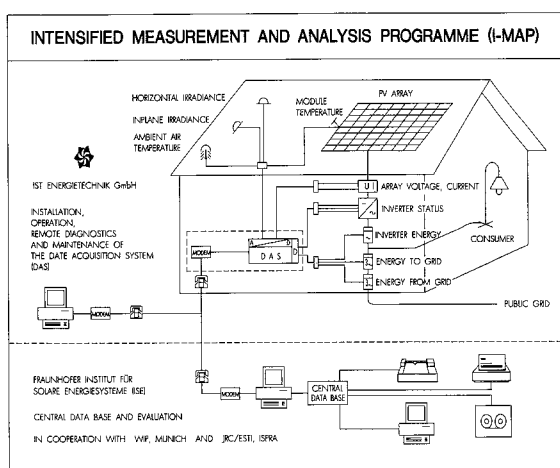 INTENSIFIED MEASUREMENT AND ANALYSIS PROGRAMME (I-MAP)
HORIZONTAL IRRADIANCE
INPLANE IRRADIANCE
AMBIENT AIR
TEMPERATURE
MODULE
TEMPERATURE
PV ARRAY
IST ENERGIETECHNIK GmbH
INSTALLATION,
OPERATION,
REMOTE DIAGNOSTICS
AND MAINTENANCE OF
THE DATE ACQUISITION SYSTEM
(DAS)
U I
ARRAY VOLTAGE, CURRENT
INVERTER STATUS
INVERTER ENERGY
CONSUMER
ENERGY TO GRID
ENERGY FROM GRID
PUBLIC GRID
A D
D A S D
MODEM
MODEM
FRAUNHOFER INSTITUT FÜR
SOLARE ENERGIESYSTEME (ISE)
MODEM
CENTRAL
DATA BASE
CENTRAL DATA BASE AND EVALUATION
IN COOPERATION WITH WIP, MUNICH AND JRC/ESTI, ISPRA